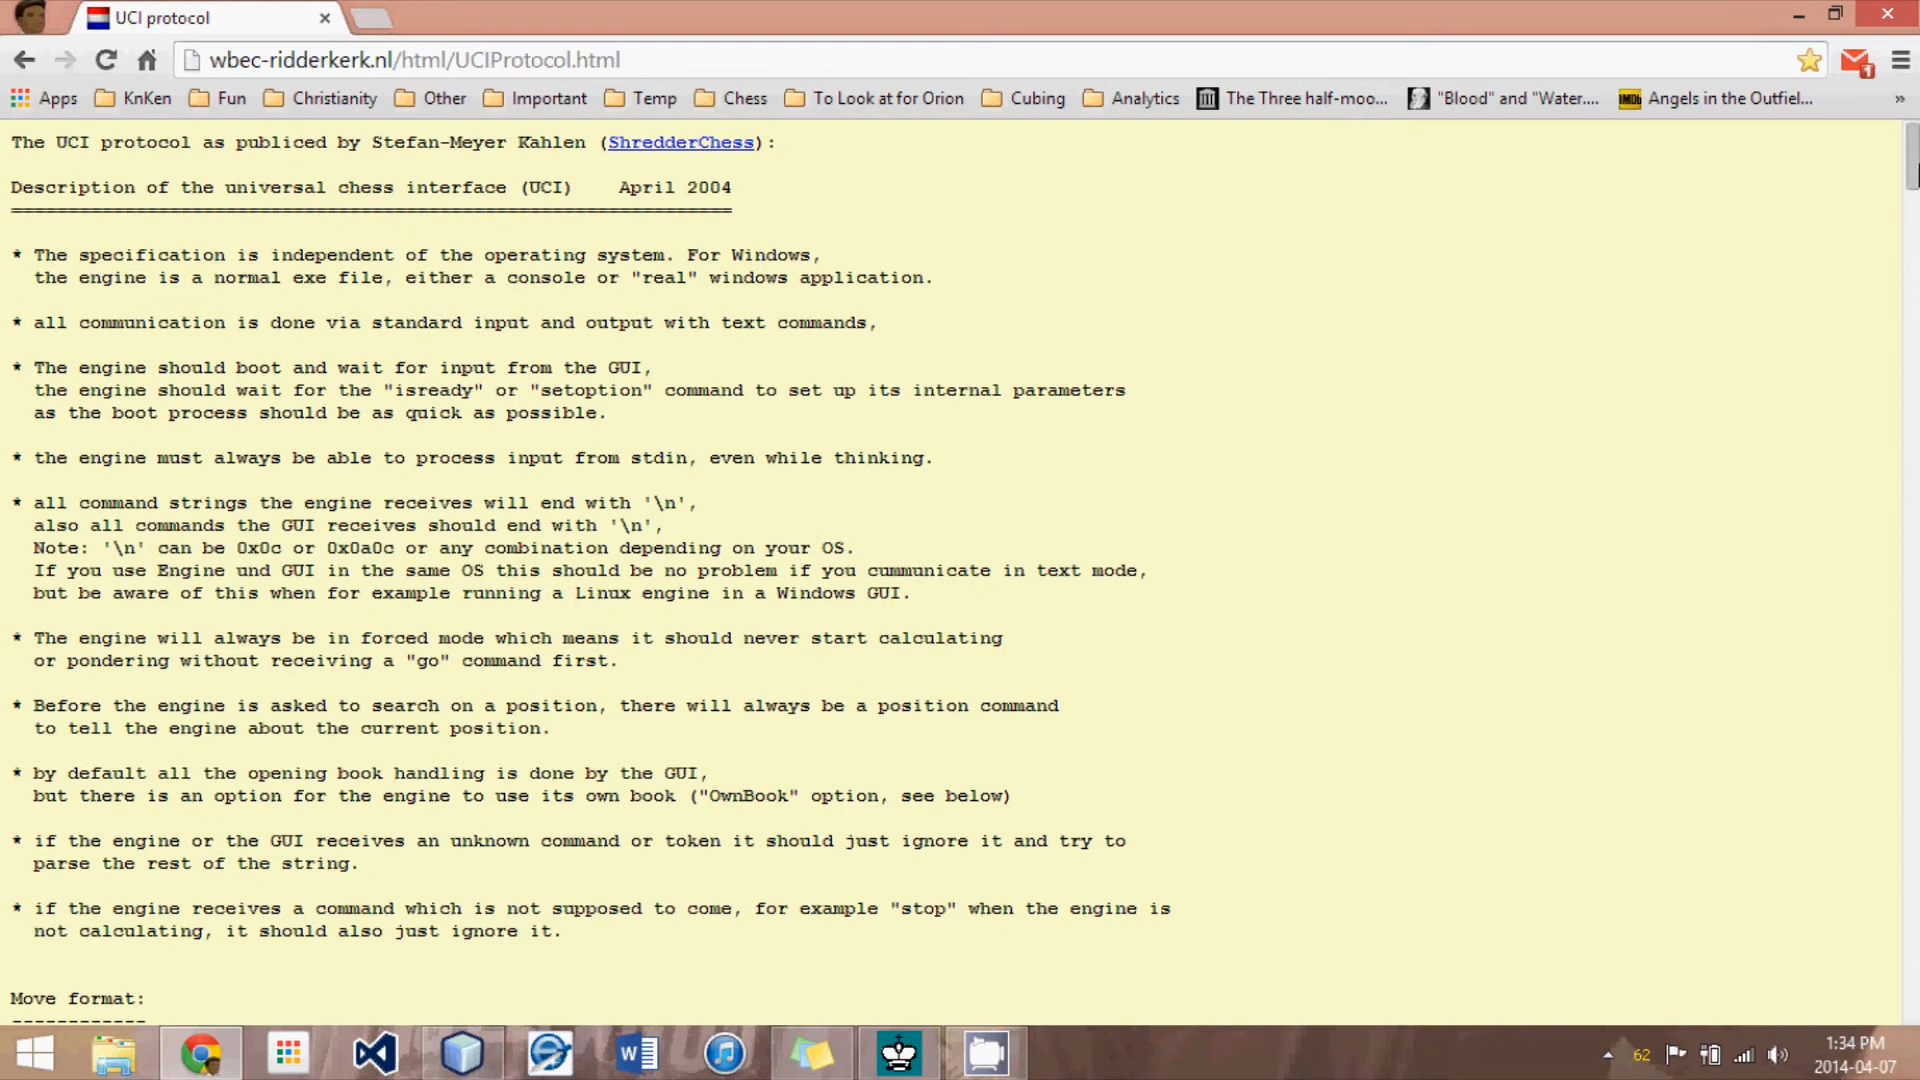 UCI protocol
wbec-ridderkerk.nl/html/UCIProtocol.html
1
Apps KnKen Fun Christianity Other Important Temp Chess To Look at for Orion Cubing Analytics The Three half-moo... "Blood" and "Water.... IMDb Angels in the Outfiel... »
The UCI protocol as publiced by Stefan-Meyer Kahlen (ShredderChess):
Description of the universal chess interface (UCI)    April 2004
================================================================
* The specification is independent of the operating system. For Windows,
the engine is a normal exe file, either a console or "real" windows application.
* all communication is done via standard input and output with text commands,
* The engine should boot and wait for input from the GUI,
the engine should wait for the "isready" or "setoption" command to set up its internal parameters
as the boot process should be as quick as possible.
* the engine must always be able to process input from stdin, even while thinking.
* all command strings the engine receives will end with '\n',
also all commands the GUI receives should end with '\n',
Note: '\n' can be 0x0c or 0x0a0c or any combination depending on your OS.
If you use Engine und GUI in the same OS this should be no problem if you cummunicate in text mode,
but be aware of this when for example running a Linux engine in a Windows GUI.
* The engine will always be in forced mode which means it should never start calculating
or pondering without receiving a "go" command first.
* Before the engine is asked to search on a position, there will always be a position command
to tell the engine about the current position.
* by default all the opening book handling is done by the GUI,
but there is an option for the engine to use its own book ("OwnBook" option, see below)
* if the engine or the GUI receives an unknown command or token it should just ignore it and try to
parse the rest of the string.
* if the engine receives a command which is not supposed to come, for example "stop" when the engine is
not calculating, it should also just ignore it.
Move format:
------------
62
1:34 PM
2014-04-07